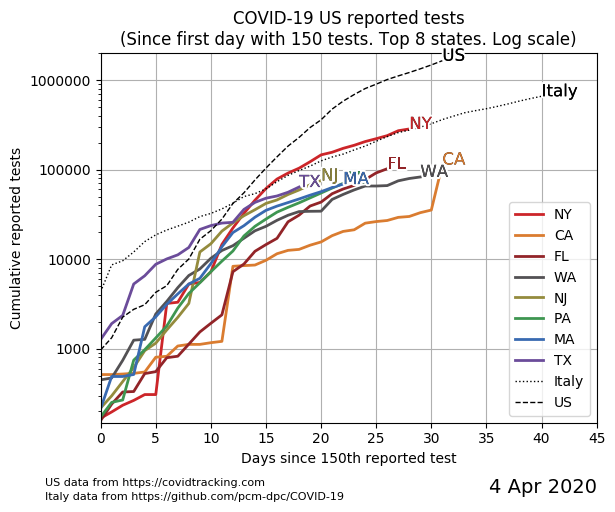 COVID-19 US reported tests
(Since first day with 150 tests. Top 8 states. Log scale)
Cumulative reported tests
1000000
100000
10000
1000
US
Italy
NY
CA
FL
WA
NJ
MA
TX
NY
CA
FL
WA
NJ
PA
MA
TX
Italy
US
0 5 10 15 20 25 30 35 40 45
Days since 150th reported test
US data from https://covidtracking.com
Italy data from https://github.com/pcm-dpc/COVID-19
4 Apr 2020